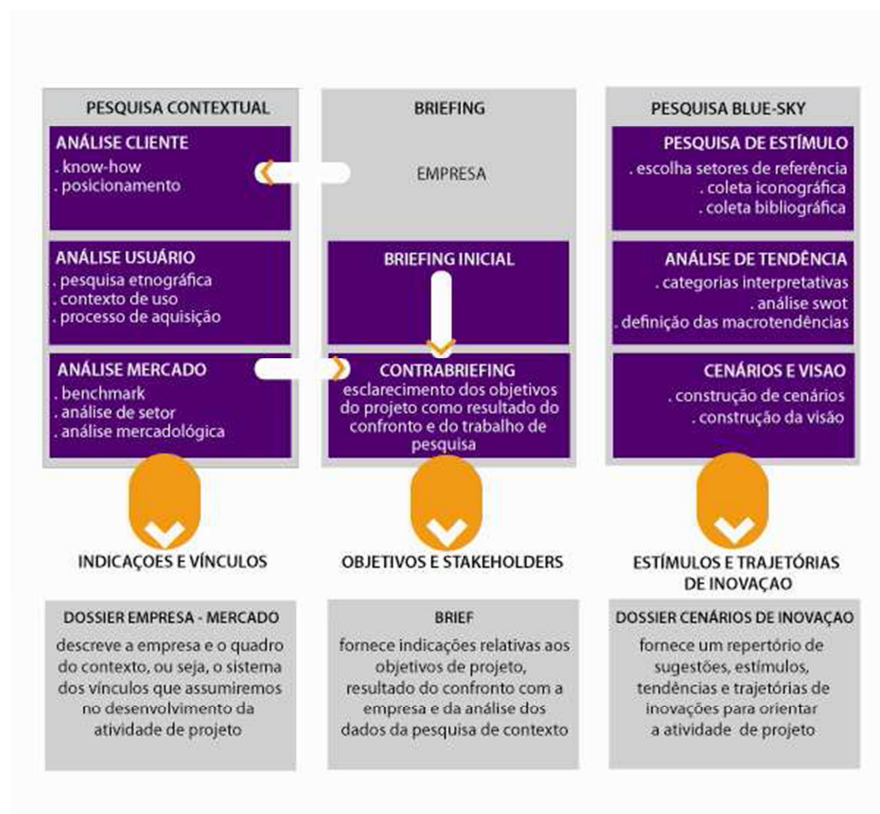 PESQUISA CONTEXTUAL
ANÁLISE CLIENTE
. know-how
. posicionamento
ANÁLISE USUÁRIO
. pesquisa etnográfica
. contexto de uso
. processo de aquisição
ANÁLISE MERCADO
. benchmark
. análise de setor
. análise mercadológica
INDICAÇOES E VÍNCULOS
DOSSIER EMPRESA - MERCADO
descreve a empresa e o quadro
do contexto, ou seja, o sistema
dos vínculos que assumiremos
no desenvolvimento da
atividade de projeto
BRIEFING
EMPRESA
BRIEFING INICIAL
CONTRABRIEFING
esclarecimento dos objetivos
do projeto como resultado do
confronto e do trabalho de
pesquisa
OBJETIVOS E STAKEHOLDERS
BRIEF
fornece indicações relativas aos
objetivos de projeto,
resultado do confronto com a
empresa e da análise dos
dados da pesquisa de contexto
PESQUISA BLUE-SKY
PESQUISA DE ESTÍMULO
. escolha setores de referência
. coleta iconográfica
. coleta bibliográfica
ANÁLISE DE TENDÊNCIA
. categorias interpretativas
. análise swot
. definição das macrotendências
CENÁRIOS E VISAO
. construção de cenários
. construção da visão
ESTÍMULOS E TRAJETÓRIAS
DE INOVAÇAO
DOSSIER CENÁRIOS DE INOVAÇAO
fornece um repertório de
sugestões, estímulos,
tendências e trajetórias de
inovações para orientar
a atividade de projeto